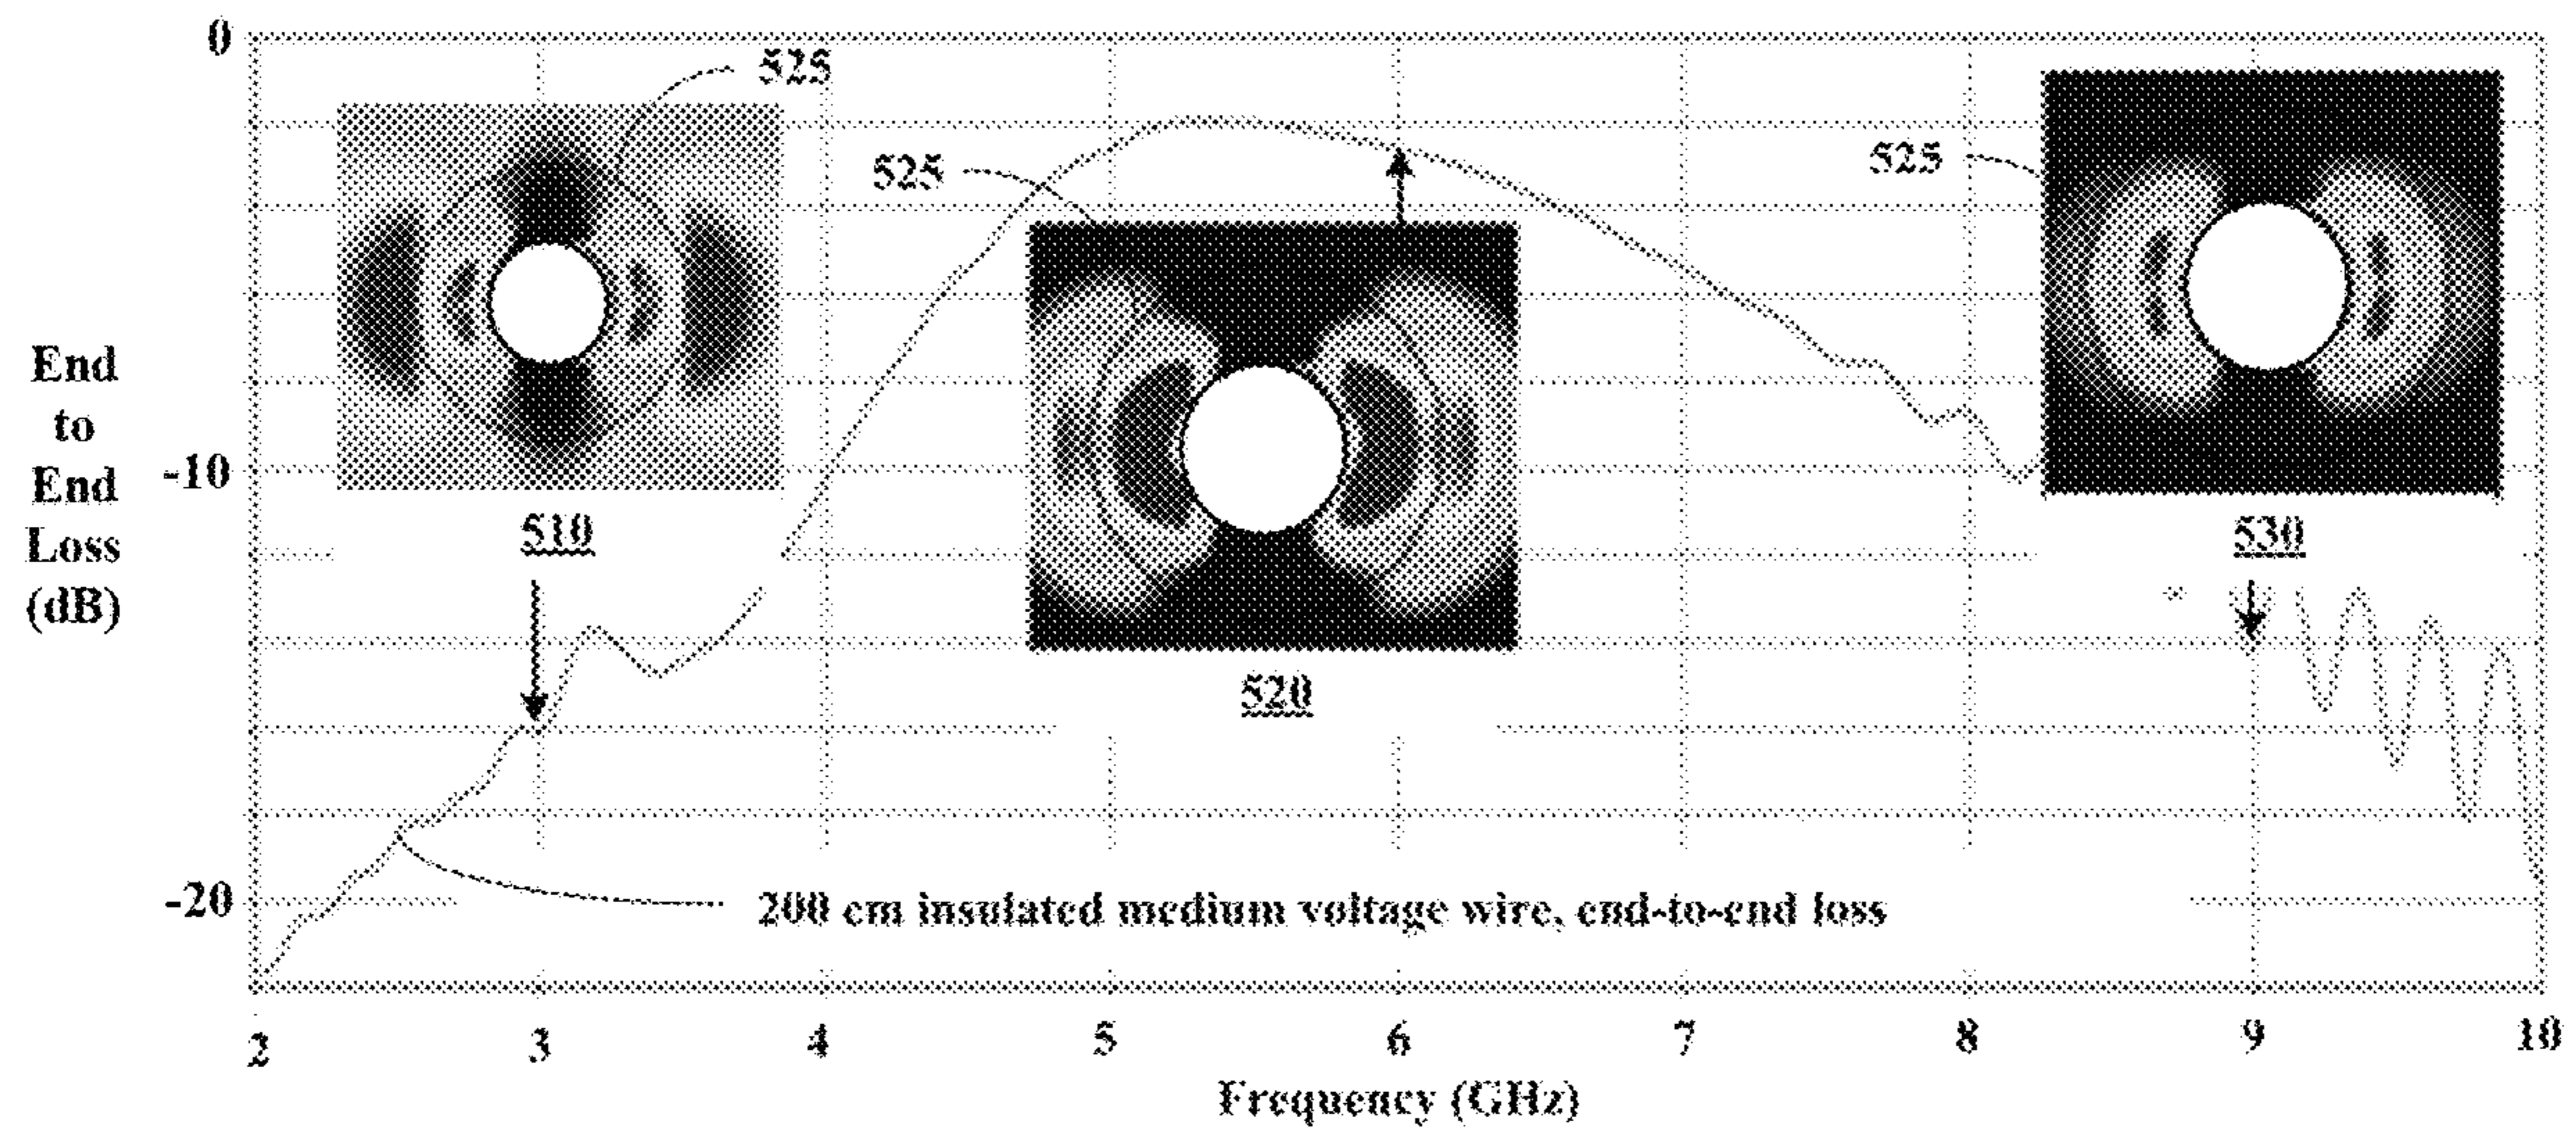 0
525
525
525
End
to
End
Loss
(dB)
-10
510
530
520
-20
200 cm insulated medium voltage wire, end-to-end loss
2 3 4 5 6 7 8 9 10
Frequency (GHz)